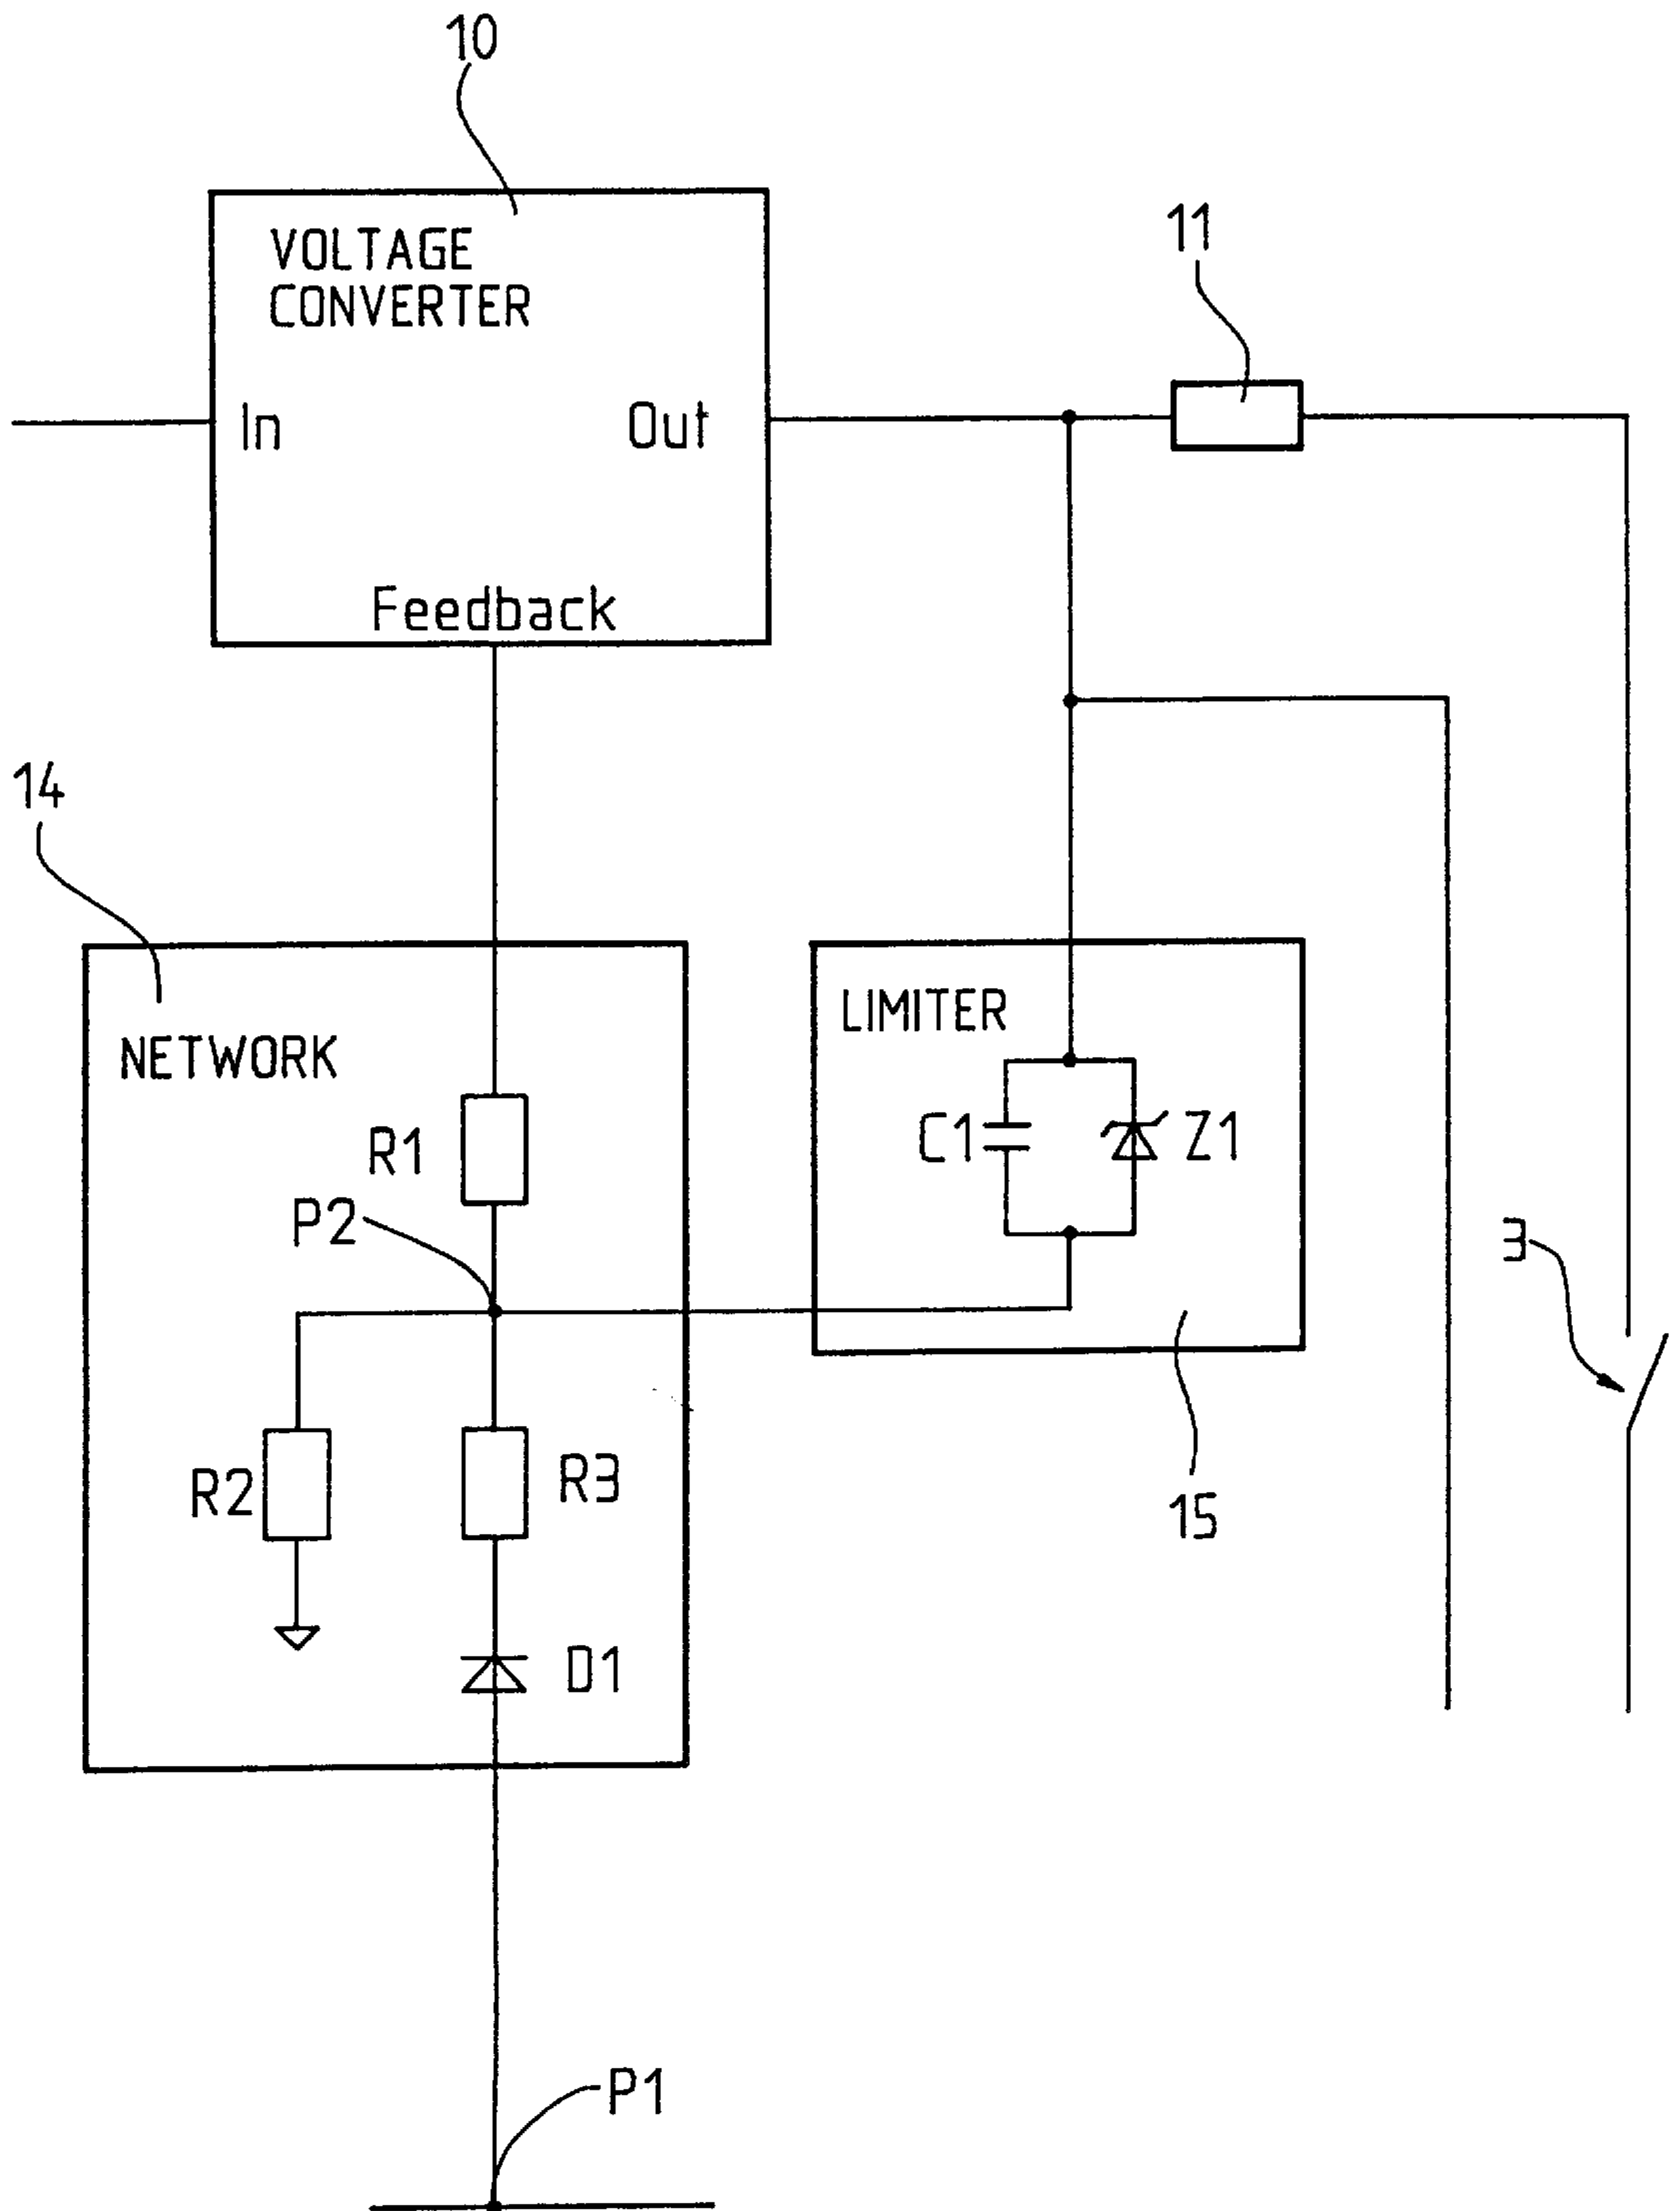 10
VOLTAGE
CONVERTER
11
In
Out
Feedback
14
NETWORK
LIMITER
R1
C1
Z1
P2
3
R2
R3
15
D1
P1